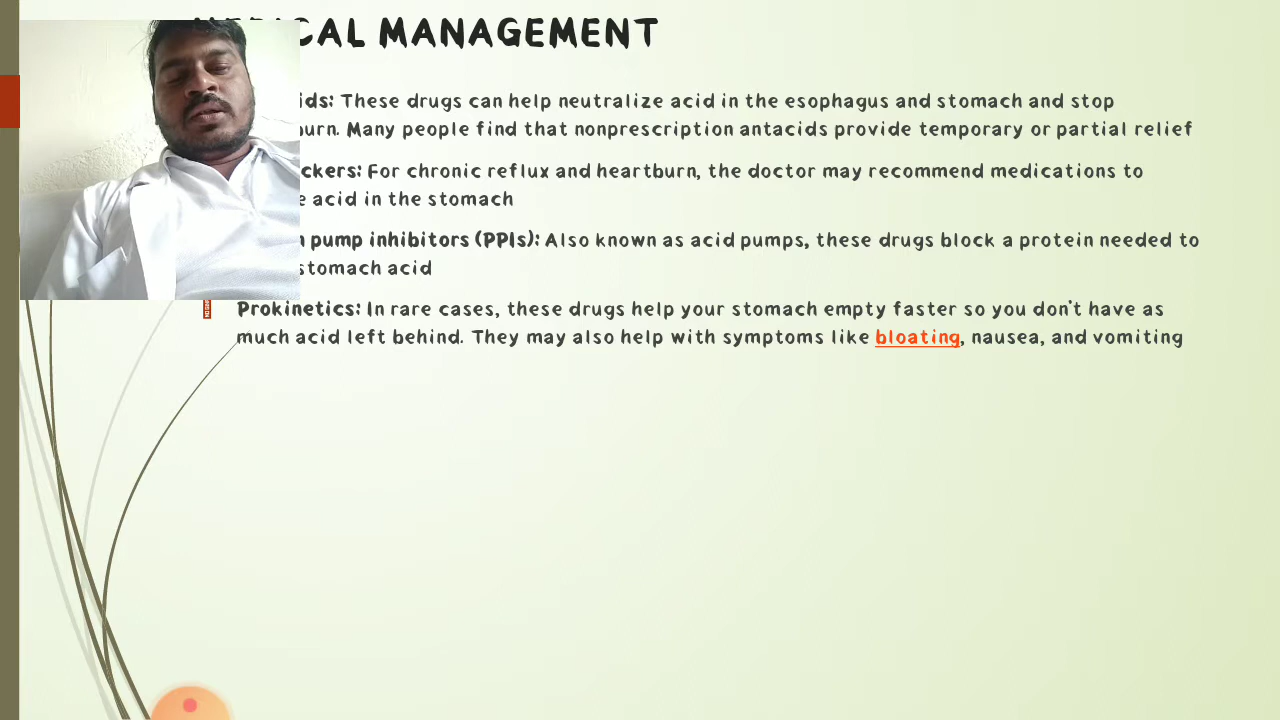 CAL MANAGEMENT
These drugs can help neutralize acid in the esophagus and stomach and stop
Many people find that nonprescription antacids provide temporary or partial relief
For chronic reflux and heartburn, the doctor may recommend medications to
acid in the stomach
pump inhibitors (PPIs): Also known as acid pumps, these drugs block a protein needed to
stomach acid
Prokinetics: In rare cases, these drugs help your stomach empty faster so you don't have as
much acid left behind. They may also help with symptoms like bloating, nausea, and vomiting